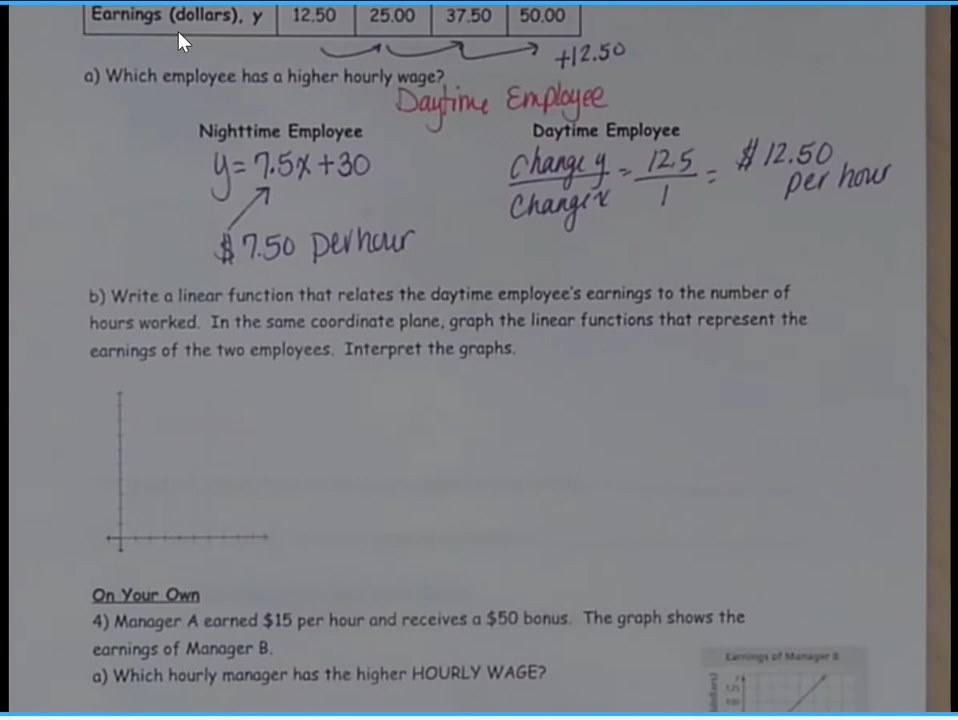 Earnings (dollars), y 12.50 25.00 37.50 50.00
+12.50
a) Which employee has a higher hourly wage?
Daytime Employee
Nighttime Employee Daytime Employee
y = 7.5x + 30
change y / change x = 12.5 / 1 = $12.50 per hour
$7.50 per hour
b) Write a linear function that relates the daytime employee's earnings to the number of
hours worked. In the same coordinate plane, graph the linear functions that represent the
earnings of the two employees. Interpret the graphs.
On Your Own
4) Manager A earned $15 per hour and receives a $50 bonus. The graph shows the
earnings of Manager B.
a) Which hourly manager has the higher HOURLY WAGE?
Earnings of Manager B
y
125
100